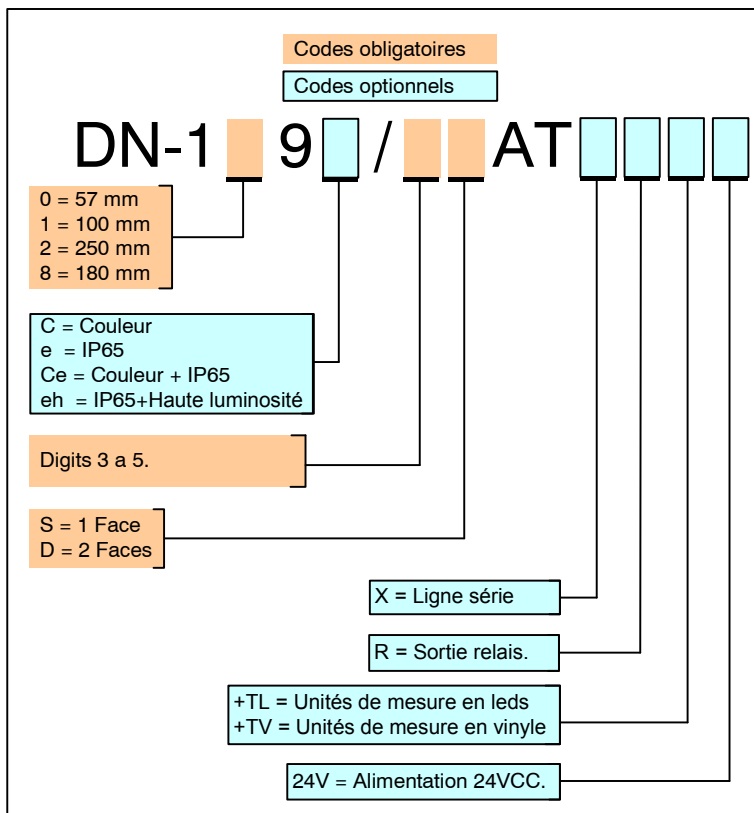 Codes obligatoires
Codes optionnels
DN-1 9 / AT
0 = 57 mm
1 = 100 mm
2 = 250 mm
8 = 180 mm
C = Couleur
e = IP65
Ce = Couleur + IP65
eh = IP65+Haute luminosité
Digits 3 a 5.
S = 1 Face
D = 2 Faces
X = Ligne série
R = Sortie relais.
+TL = Unités de mesure en leds
+TV = Unités de mesure en vinyle
24V = Alimentation 24VCC.